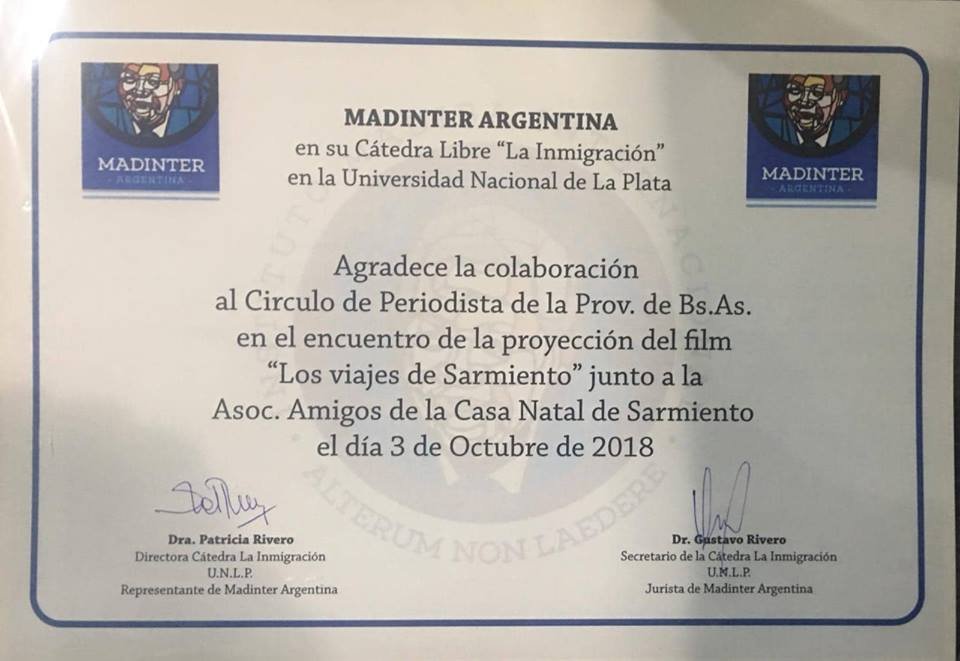 MADINTER
- ARGENTINA -
MADINTER
- ARGENTINA -
MADINTER ARGENTINA
en su Cátedra Libre “La Inmigración”
en la Universidad Nacional de La Plata
Agradece la colaboración
al Circulo de Periodista de la Prov. de Bs.As.
en el encuentro de la proyección del film
“Los viajes de Sarmiento” junto a la
Asoc. Amigos de la Casa Natal de Sarmiento
el día 3 de Octubre de 2018
ALTERUM NON LAEDERE
Dra. Patricia Rivero
Directora Cátedra La Inmigración
U.N.L.P.
Representante de Madinter Argentina
Dr. Gustavo Rivero
Secretario de la Cátedra La Inmigración
U.N.L.P.
Jurista de Madinter Argentina